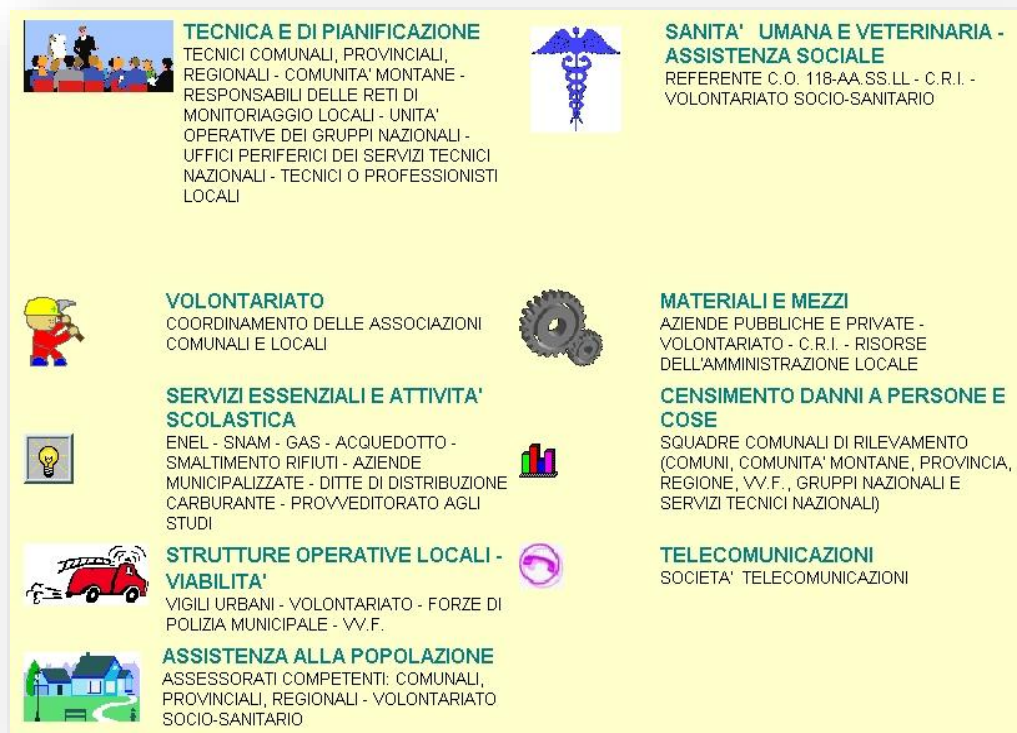 TECNICA E DI PIANIFICAZIONE
TECNICI COMUNALI, PROVINCIALI,
REGIONALI - COMUNITA' MONTANE -
RESPONSABILI DELLE RETI DI
MONITORIAGGIO LOCALI - UNITA'
OPERATIVE DEI GRUPPI NAZIONALI -
UFFICI PERIFERICI DEI SERVIZI TECNICI
NAZIONALI - TECNICI O PROFESSIONISTI
LOCALI
SANITA' UMANA E VETERINARIA -
ASSISTENZA SOCIALE
REFERENTE C.O. 118-AA.SS.LL - C.R.I. -
VOLONTARIATO SOCIO-SANITARIO
VOLONTARIATO
COORDINAMENTO DELLE ASSOCIAZIONI
COMUNALI E LOCALI
MATERIALI E MEZZI
AZIENDE PUBBLICHE E PRIVATE -
VOLONTARIATO - C.R.I. - RISORSE
DELL'AMMINISTRAZIONE LOCALE
SERVIZI ESSENZIALI E ATTIVITA'
SCOLASTICA
ENEL - SNAM - GAS - ACQUEDOTTO -
SMALTIMENTO RIFIUTI - AZIENDE
MUNICIPALIZZATE - DITTE DI DISTRIBUZIONE
CARBURANTE - PROVVEDITORATO AGLI
STUDI
CENSIMENTO DANNI A PERSONE E
COSE
SQUADRE COMUNALI DI RILEVAMENTO
(COMUNI, COMUNITA' MONTANE, PROVINCIA,
REGIONE, VV.F., GRUPPI NAZIONALI E
SERVIZI TECNICI NAZIONALI)
STRUTTURE OPERATIVE LOCALI -
VIABILITA'
VIGILI URBANI - VOLONTARIATO - FORZE DI
POLIZIA MUNICIPALE - VV.F.
TELECOMUNICAZIONI
SOCIETA' TELECOMUNICAZIONI
ASSISTENZA ALLA POPOLAZIONE
ASSESSORATI COMPETENTI: COMUNALI,
PROVINCIALI, REGIONALI - VOLONTARIATO
SOCIO-SANITARIO